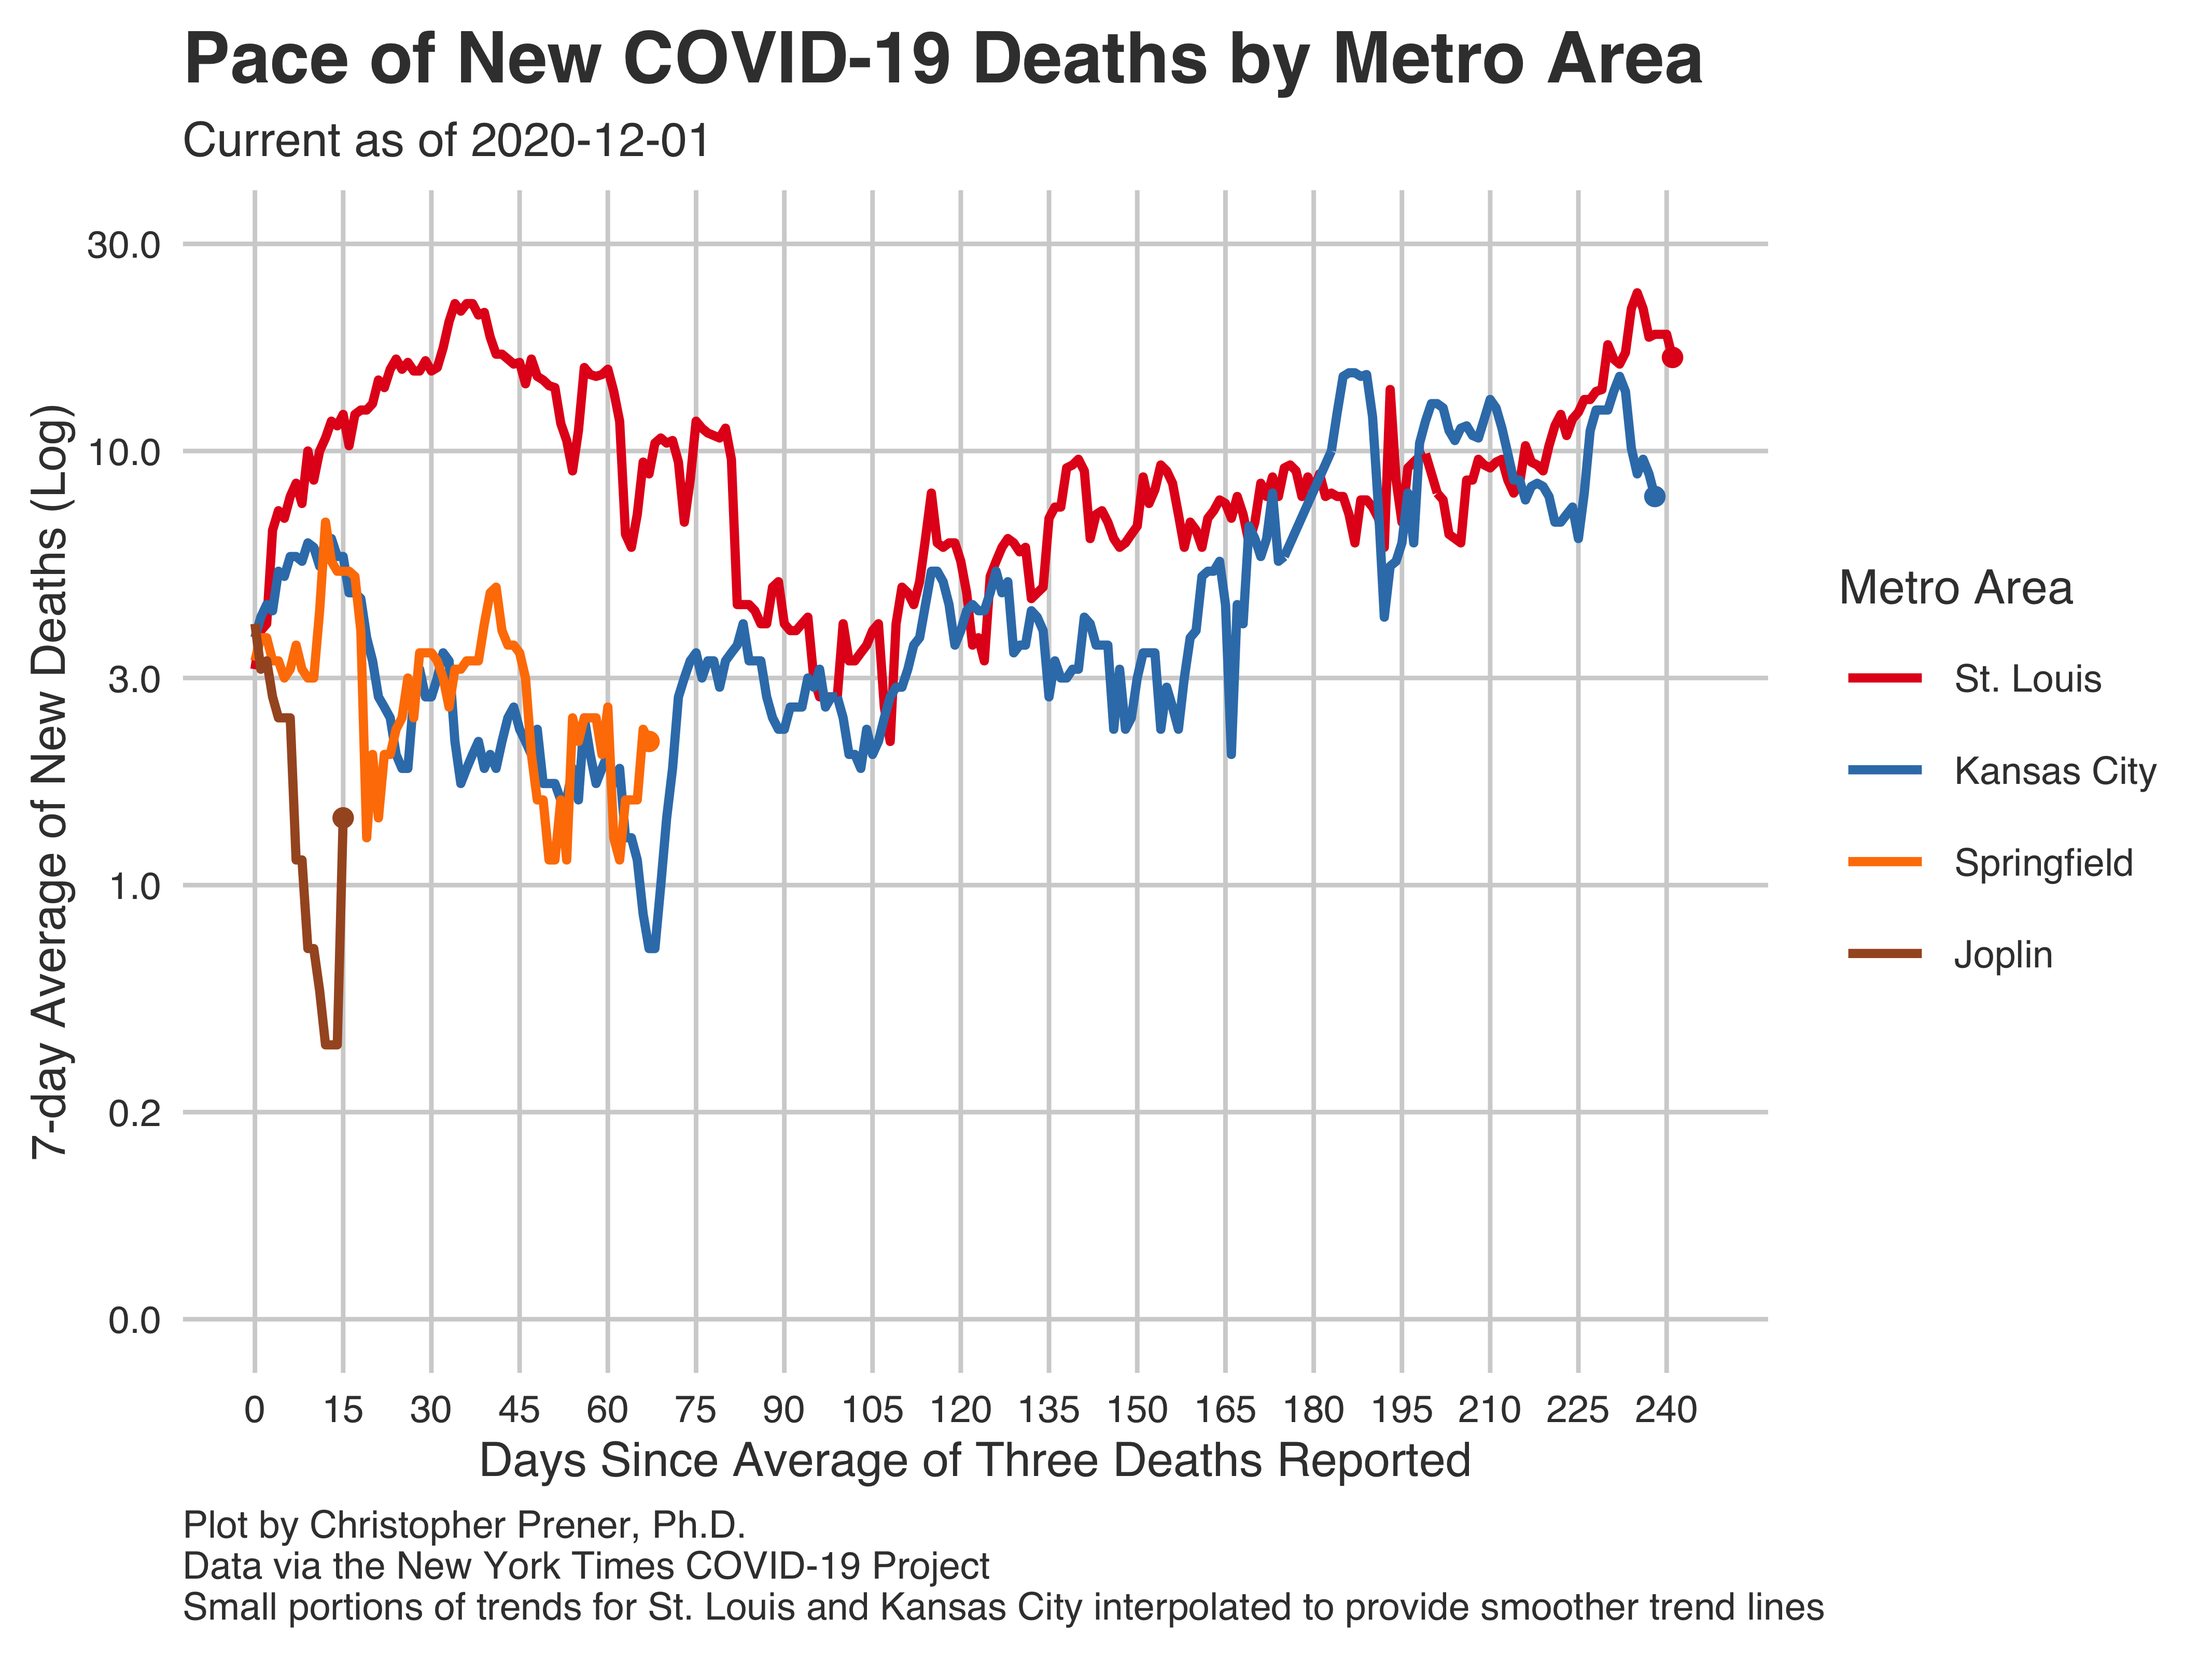 Pace of New COVID-19 Deaths by Metro Area
Current as of 2020-12-01
7-day Average of New Deaths (Log)
30.0
10.0
3.0
1.0
0.2
0.0
0 15 30 45 60 75 90 105 120 135 150 165 180 195 210 225 240
Days Since Average of Three Deaths Reported
Metro Area
St. Louis
Kansas City
Springfield
Joplin
Plot by Christopher Prener, Ph.D.
Data via the New York Times COVID-19 Project
Small portions of trends for St. Louis and Kansas City interpolated to provide smoother trend lines